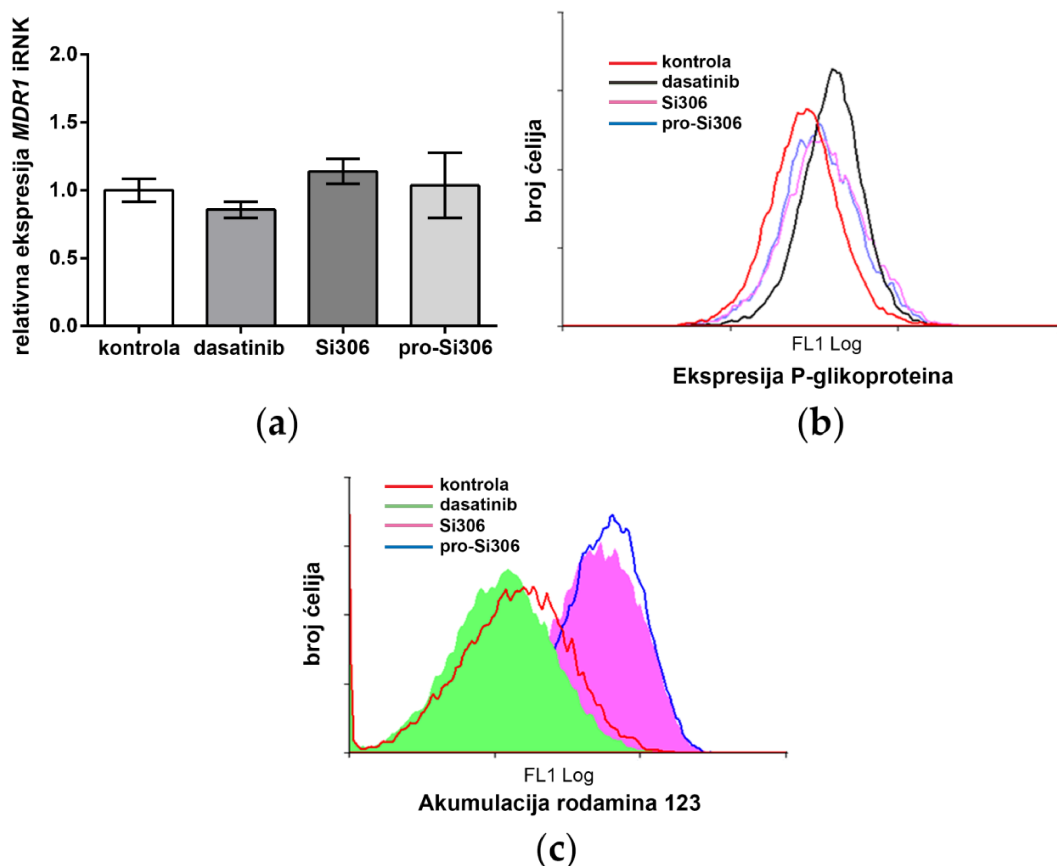 relativna ekspresija MDR1 iRNK
2.0
1.5
1.0
0.5
0.0
kontrola
dasatinib
Si306
pro-Si306
(a)
broj ćelija
kontrola
dasatinib
Si306
pro-Si306
FL1 Log
Ekspresija P-glikoproteina
(b)
broj ćelija
kontrola
dasatinib
Si306
pro-Si306
FL1 Log
Akumulacija rodamina 123
(c)